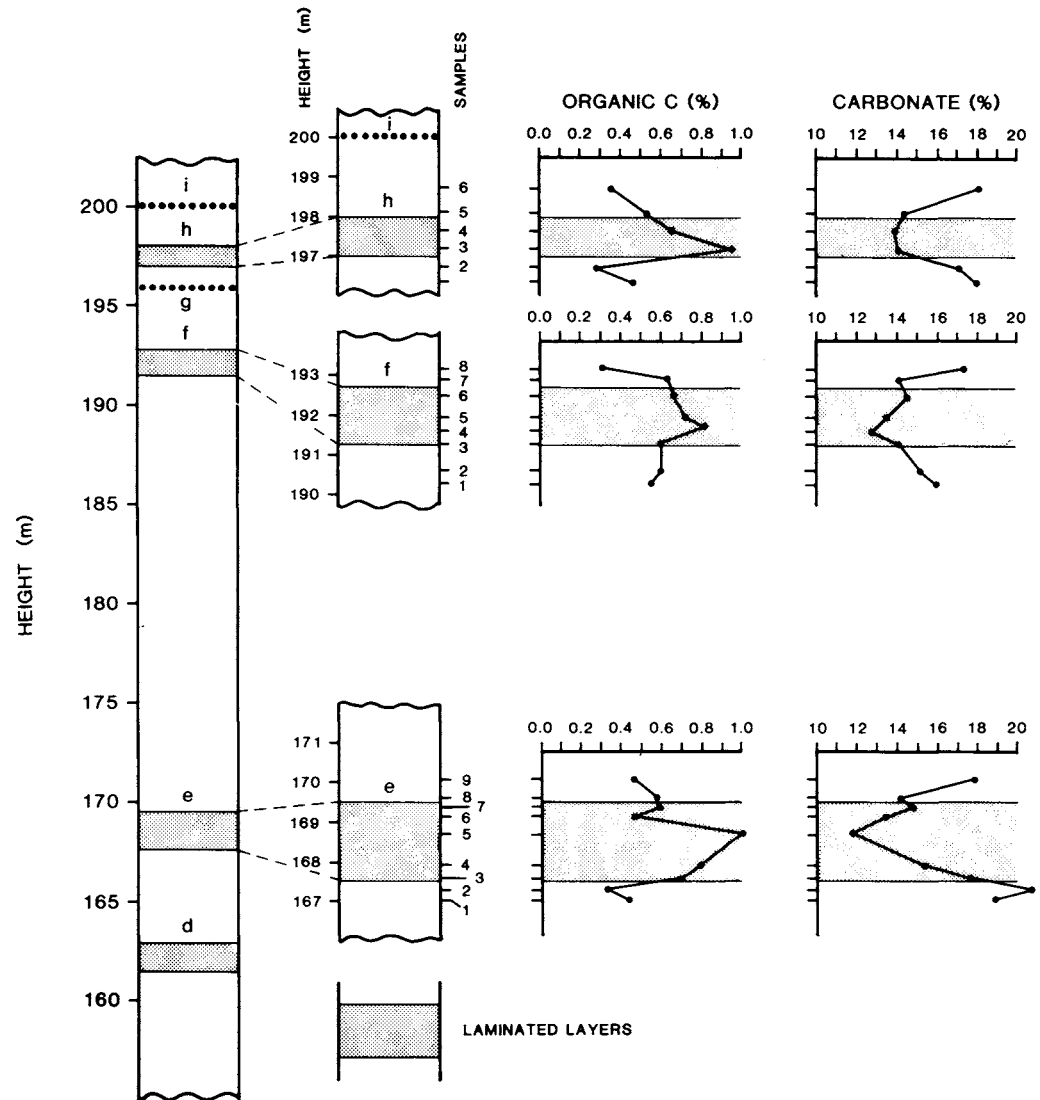 HEIGHT (m)
200
195
190
185
180
175
170
165
160
i
h
g
f
e
d
HEIGHT (m)
SAMPLES
i
200
199
198
197
h
6
5
4
3
2
ORGANIC C (%)
0.0 0.2 0.4 0.6 0.8 1.0
CARBONATE (%)
10 12 14 16 18 20
193
192
191
190
f
8
7
6
5
4
3
2
1
0.0 0.2 0.4 0.6 0.8 1.0
10 12 14 16 18 20
171
170
169
168
167
e
9
8
7
6
5
4
3
2
1
0.0 0.2 0.4 0.6 0.8 1.0
10 12 14 16 18 20
LAMINATED LAYERS